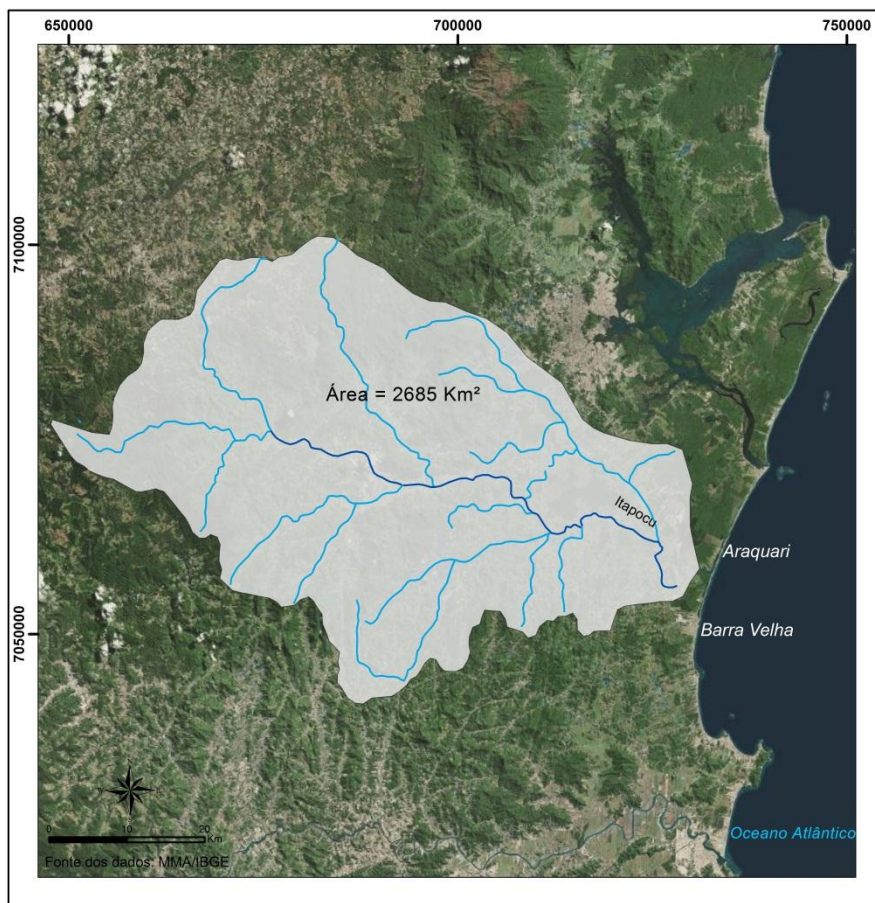 650000
700000
750000
7100000
Área = 2685 Km²
Itapocu
Araquari
Barra Velha
7050000
0 10 20
Km
Oceano Atlântico
Fonte dos dados: MMA/IBGE